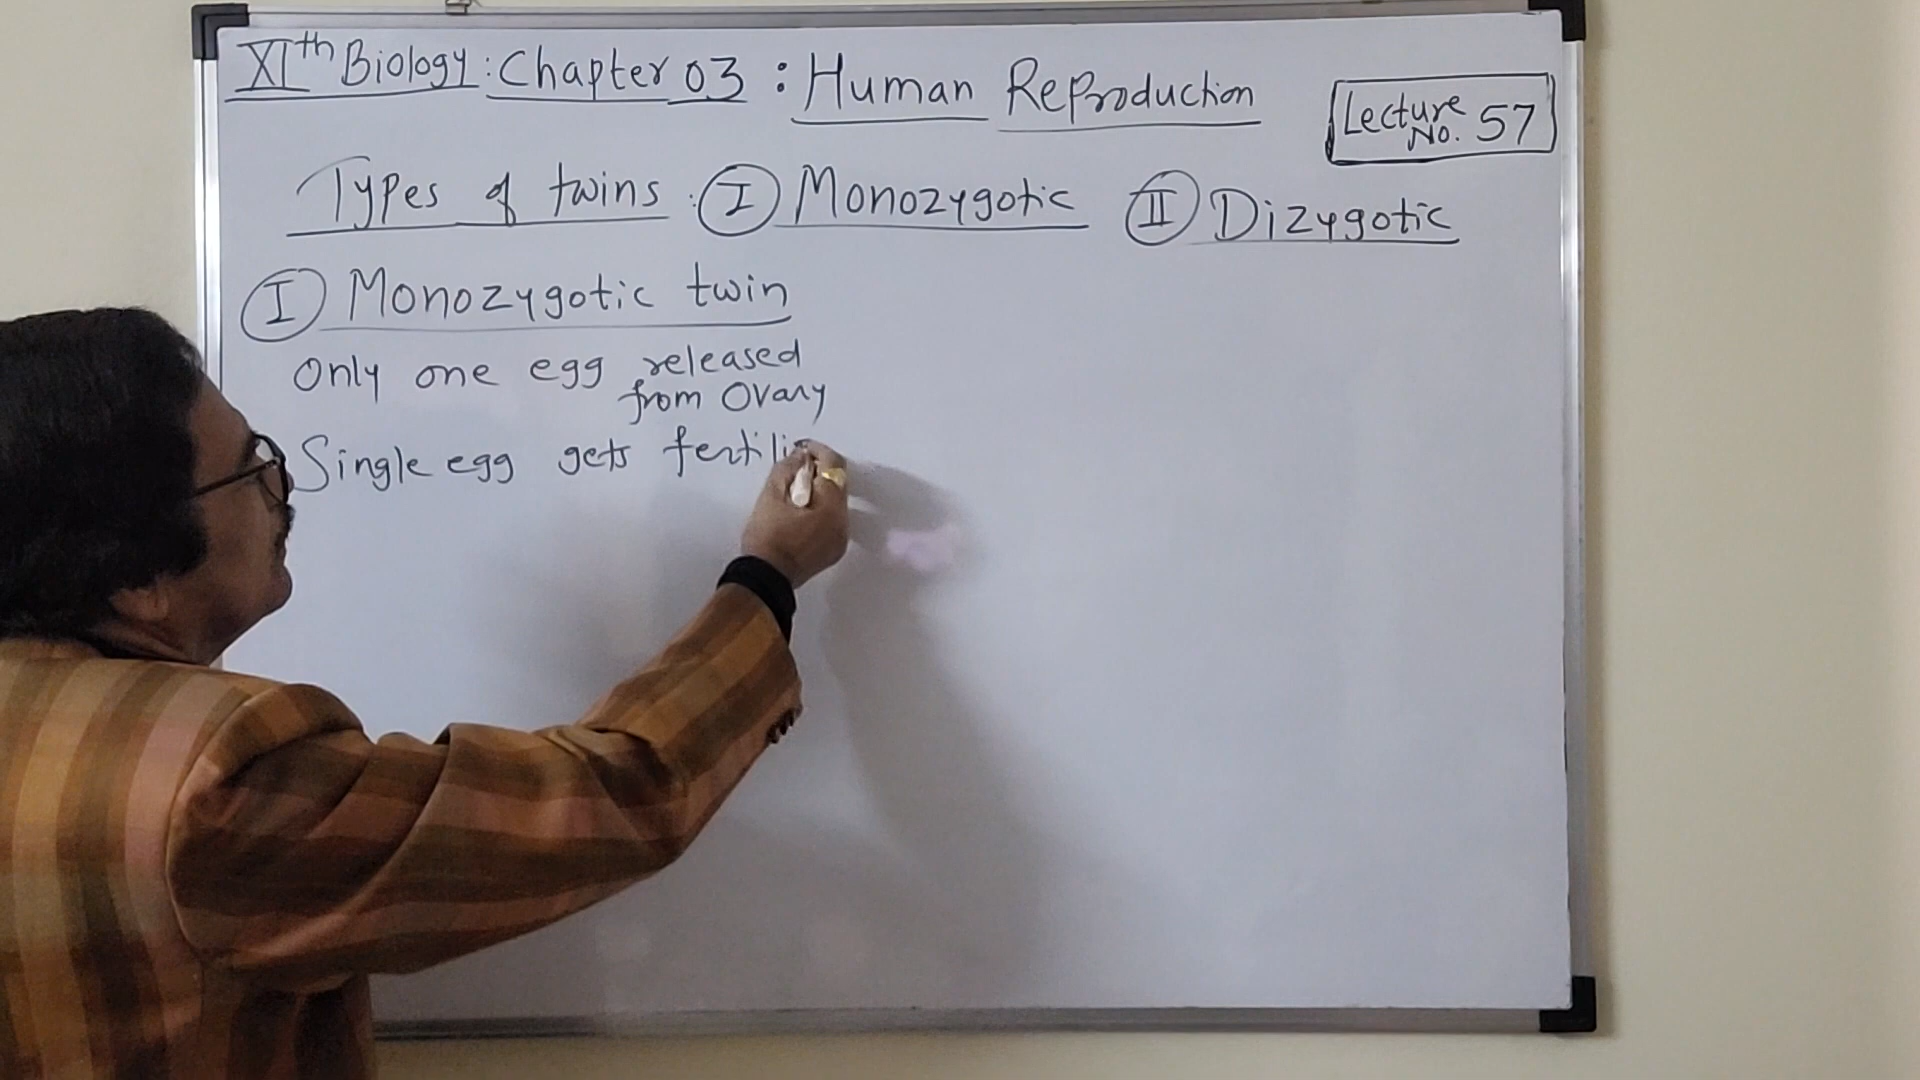 XIth Biology : Chapter 03 : Human Reproduction
Lecture No. 57
Types of twins : I Monozygotic II Dizygotic
I Monozygotic twin
Only one egg released
from Ovary
Single egg gets fertili